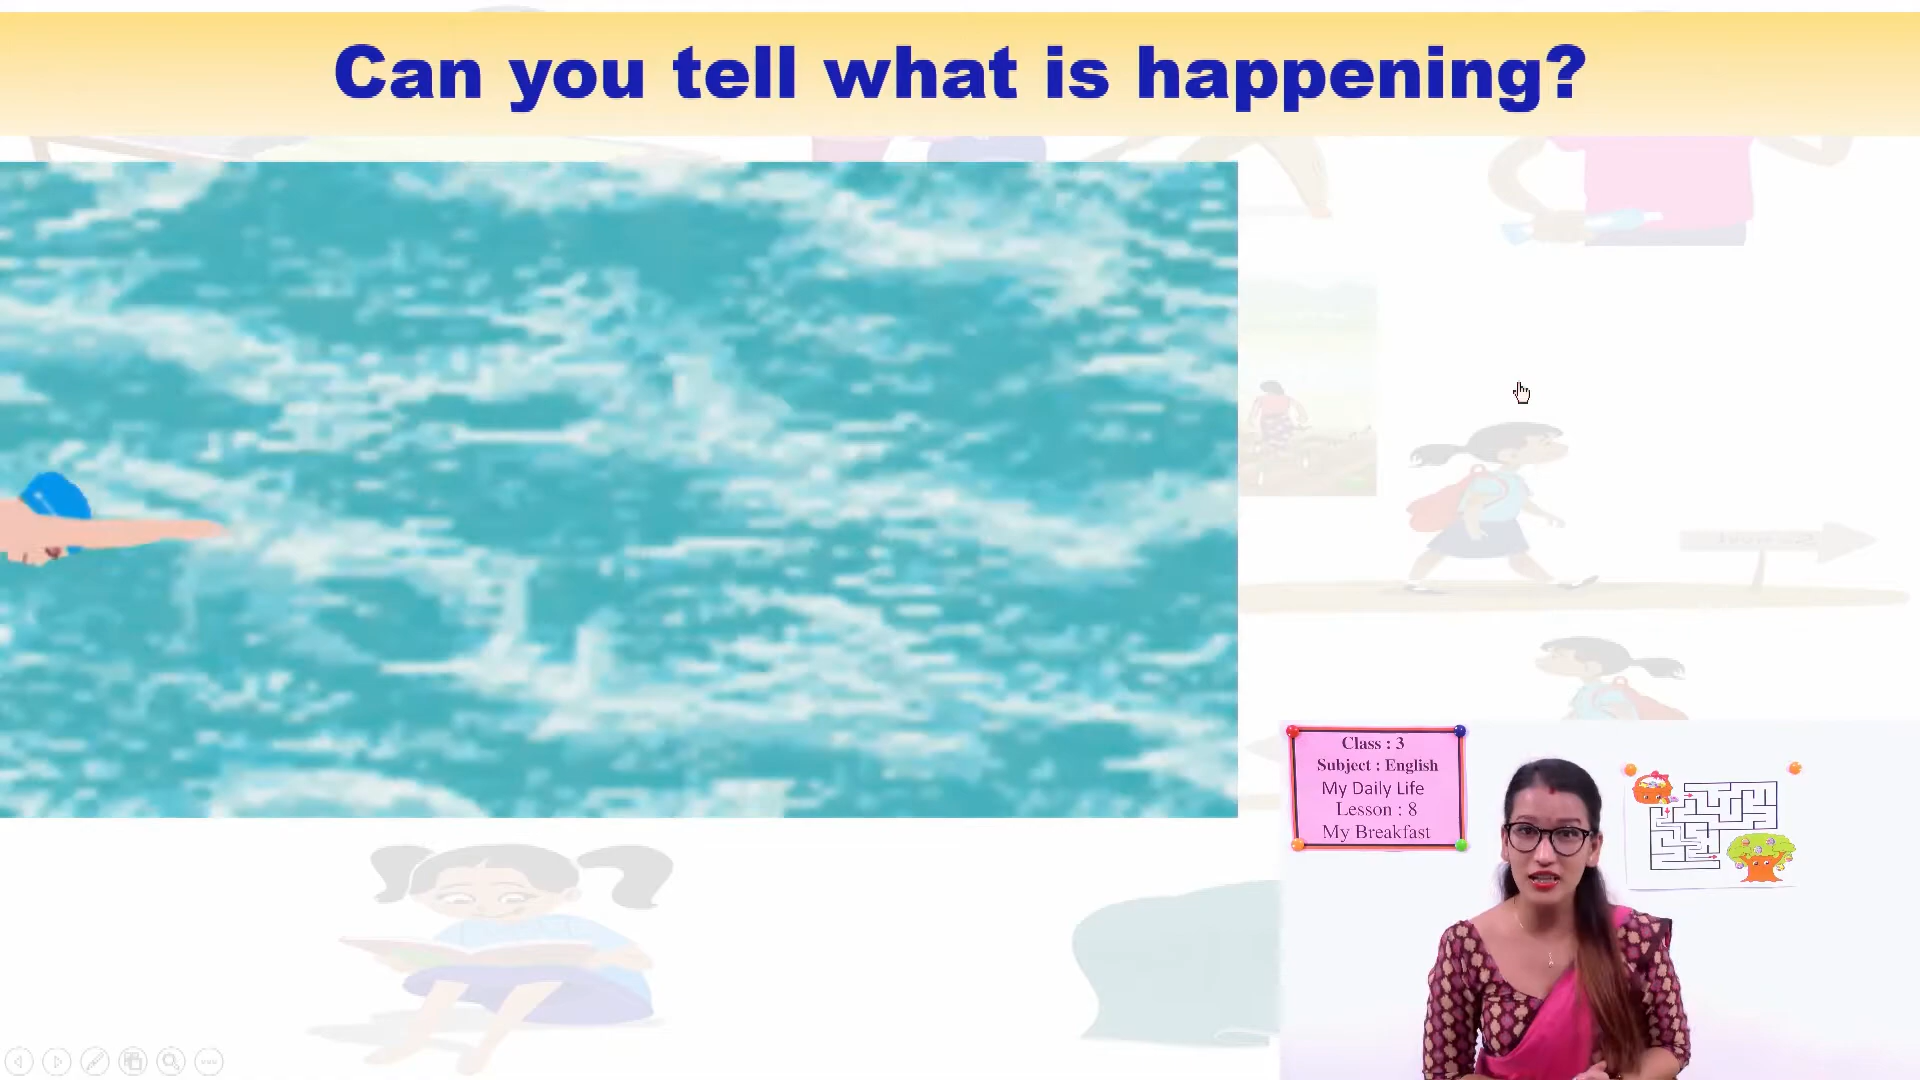 Can you tell what is happening?
Class : 3
Subject : English
My Daily Life
Lesson : 8
My Breakfast